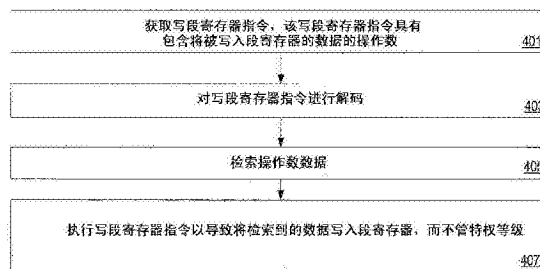 获取写段寄存器指令，该写段寄存器指令具有
包含将被写入段寄存器的数据的操作数
401
对写段寄存器指令进行解码
403
检索操作数数据
405
执行写段寄存器指令以导致将检索到的数据写入段寄存器，而不管特权等级
407